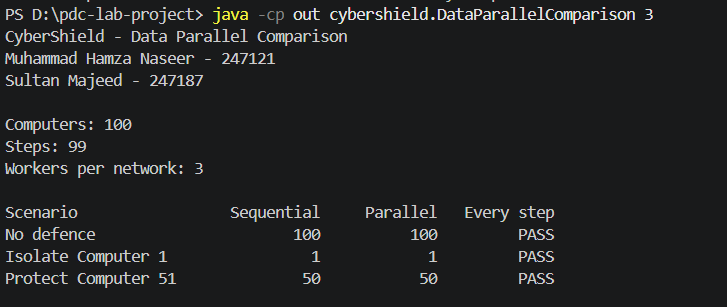 PS D:\pdc-lab-project> java -cp out cybershield.DataParallelComparison 3
CyberShield - Data Parallel Comparison
Muhammad Hamza Naseer - 247121
Sultan Majeed - 247187
Computers: 100
Steps: 99
Workers per network: 3
Scenario Sequential Parallel Every step
No defence 100 100 PASS
Isolate Computer 1 1 1 PASS
Protect Computer 51 50 50 PASS